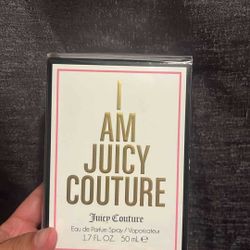 I
AM
JUICY
COUTURE
Juicy Couture
Eau de Parfum Spray / Vaporisateur
1.7 FL. OZ. 50 mL ℮